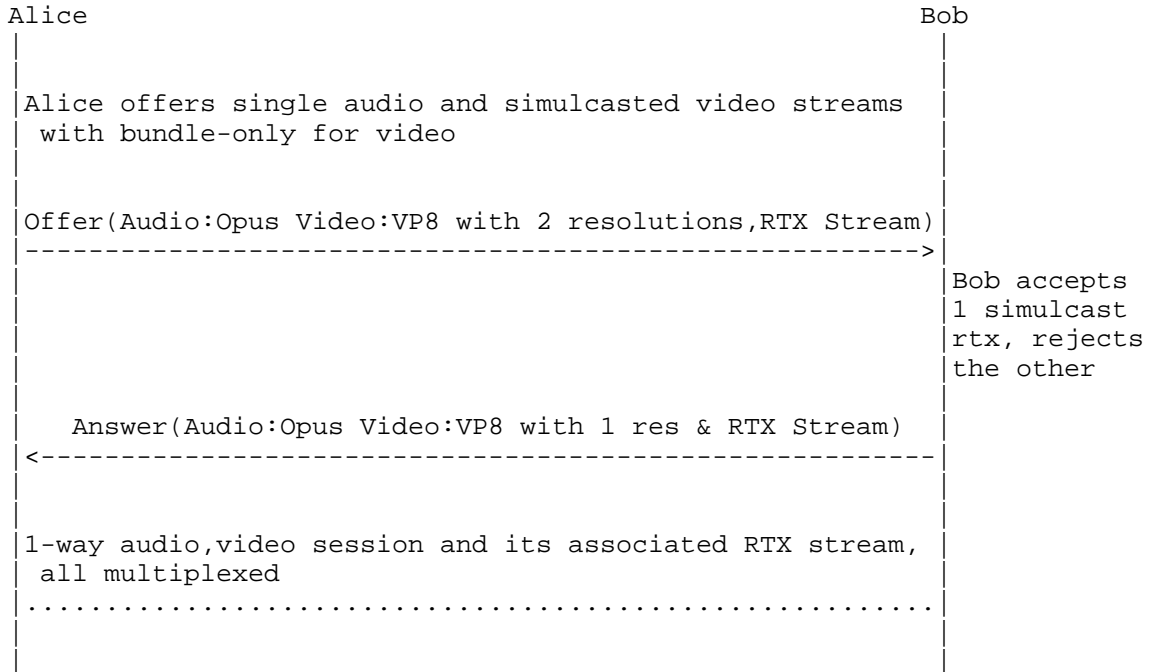 Alice Bob
Alice offers single audio and simulcasted video streams
with bundle-only for video
Offer(Audio:Opus Video:VP8 with 2 resolutions,RTX Stream)
Bob accepts
1 simulcast
rtx, rejects
the other
Answer(Audio:Opus Video:VP8 with 1 res & RTX Stream)
1-way audio,video session and its associated RTX stream,
all multiplexed